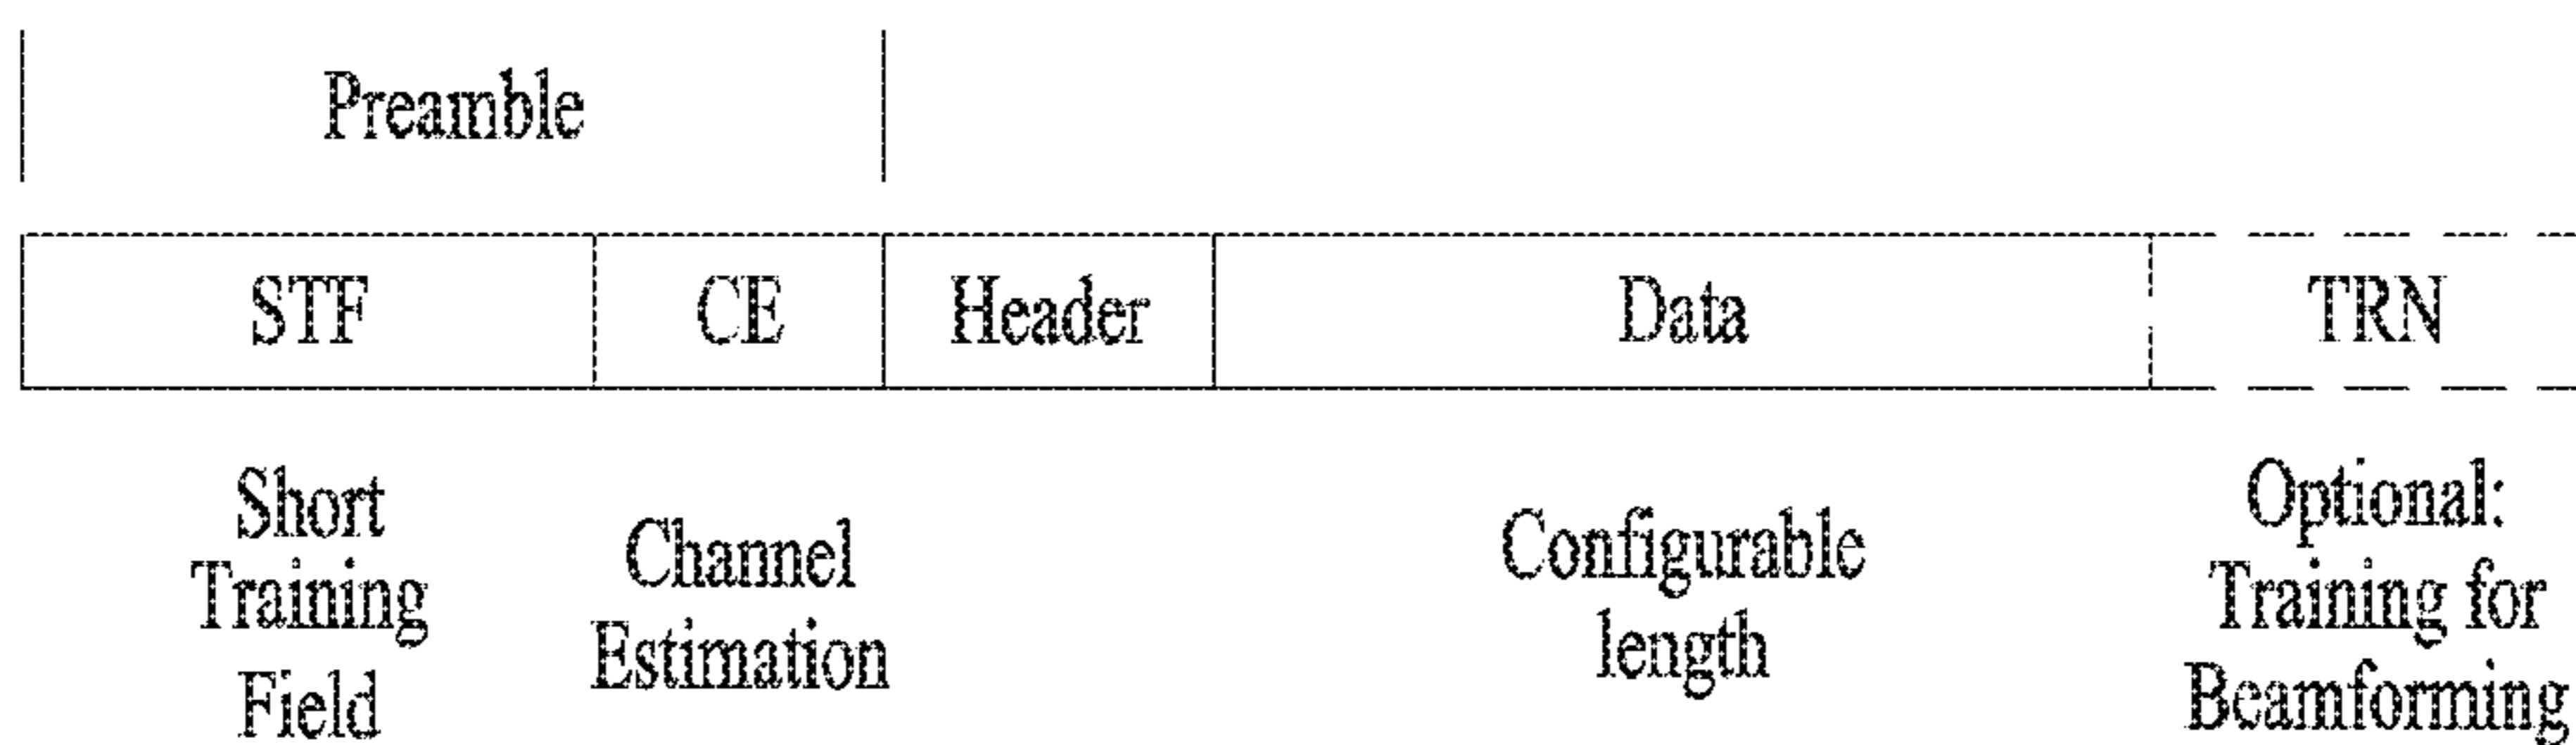 Preamble
STF CE Header Data TRN
Short
Training
Field
Channel
Estimation
Configurable
length
Optional:
Training for
Beamforming